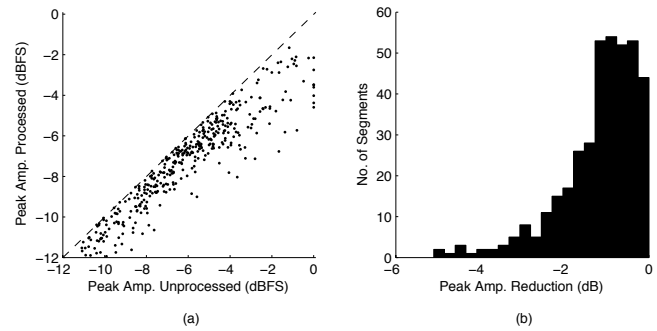 0
−2
−4
−6
−8
−10
−12
Peak Amp. Processed (dBFS)
−12 −10 −8 −6 −4 −2 0
Peak Amp. Unprocessed (dBFS)
(a)
60
50
40
30
20
10
0
No. of Segments
−6 −4 −2 0
Peak Amp. Reduction (dB)
(b)